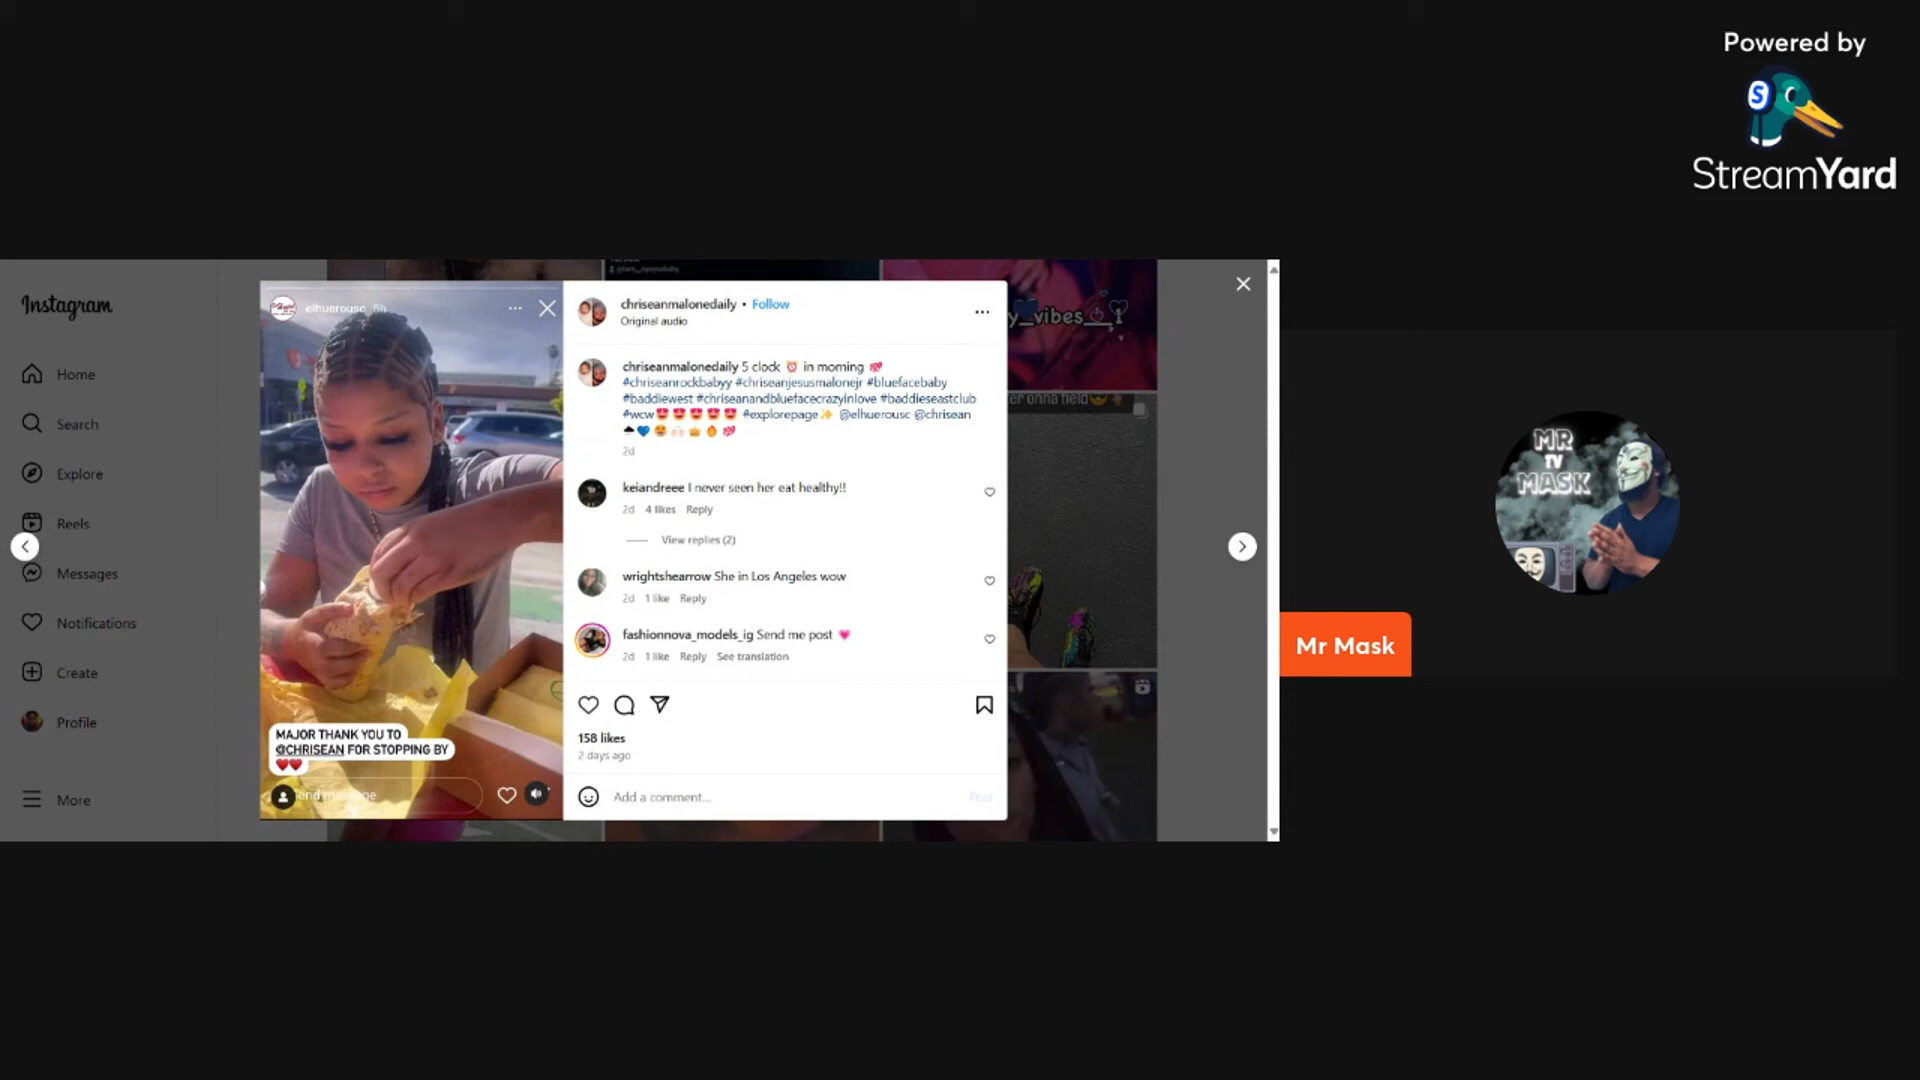 Powered by
StreamYard
Instagram
Home
Search
Explore
Reels
Messages
Notifications
Create
Profile
More
elhuerousc 6h
MAJOR THANK YOU TO
@CHRISEAN FOR STOPPING BY
❤️❤️
chriseanmalonedaily • Follow
Original audio
chriseanmalonedaily 5 clock ⏰ in morning 💖
#chriseanrockbabyy #chriseanjesusmalonejr #bluefacebaby
#baddiewest #chriseanandbluefacecrazyinlove #baddieseastclub
#wcw😍😍😍😍😍 #explorepage✨ @elhuerousc @chrisean
2d
keiandreee I never seen her eat healthy!!
2d 4 likes Reply
View replies (2)
wrightshearrow She in Los Angeles wow
2d 1 like Reply
fashionnova_models_ig Send me post 💗
2d 1 like Reply See translation
158 likes
2 days ago
Add a comment...
Post
y_vibes__
MR
TV
MASK
Mr Mask